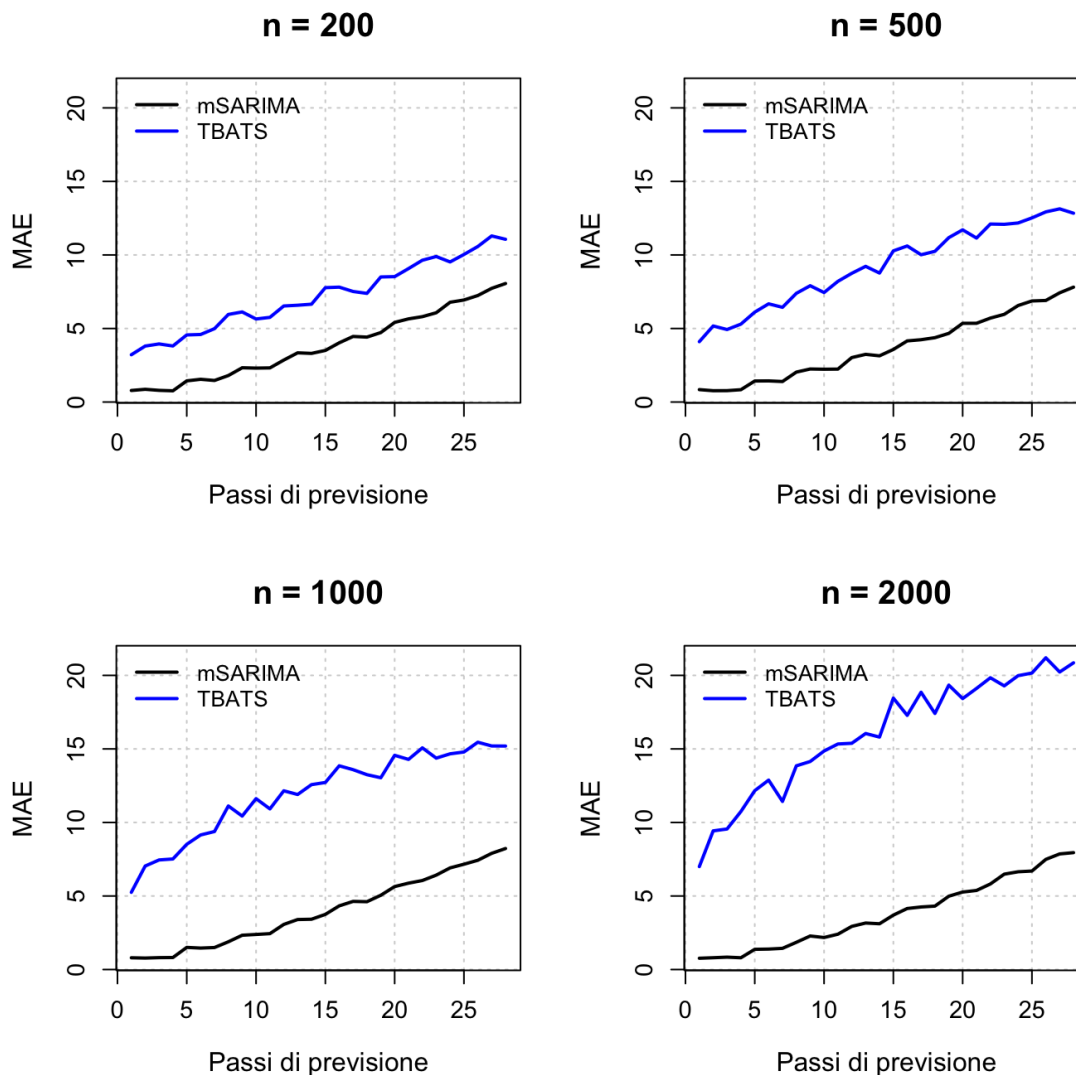 n = 200
mSARIMA
TBATS
MAE
0 5 10 15 20
0 5 10 15 20 25
Passi di previsione
n = 500
mSARIMA
TBATS
MAE
0 5 10 15 20
0 5 10 15 20 25
Passi di previsione
n = 1000
mSARIMA
TBATS
MAE
0 5 10 15 20
0 5 10 15 20 25
Passi di previsione
n = 2000
mSARIMA
TBATS
MAE
0 5 10 15 20
0 5 10 15 20 25
Passi di previsione